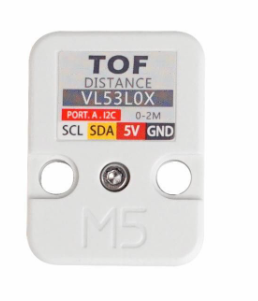 TOF
DISTANCE
VL53L0X
PORT. A . I2C 0-2M
SCL SDA 5V GND
M5